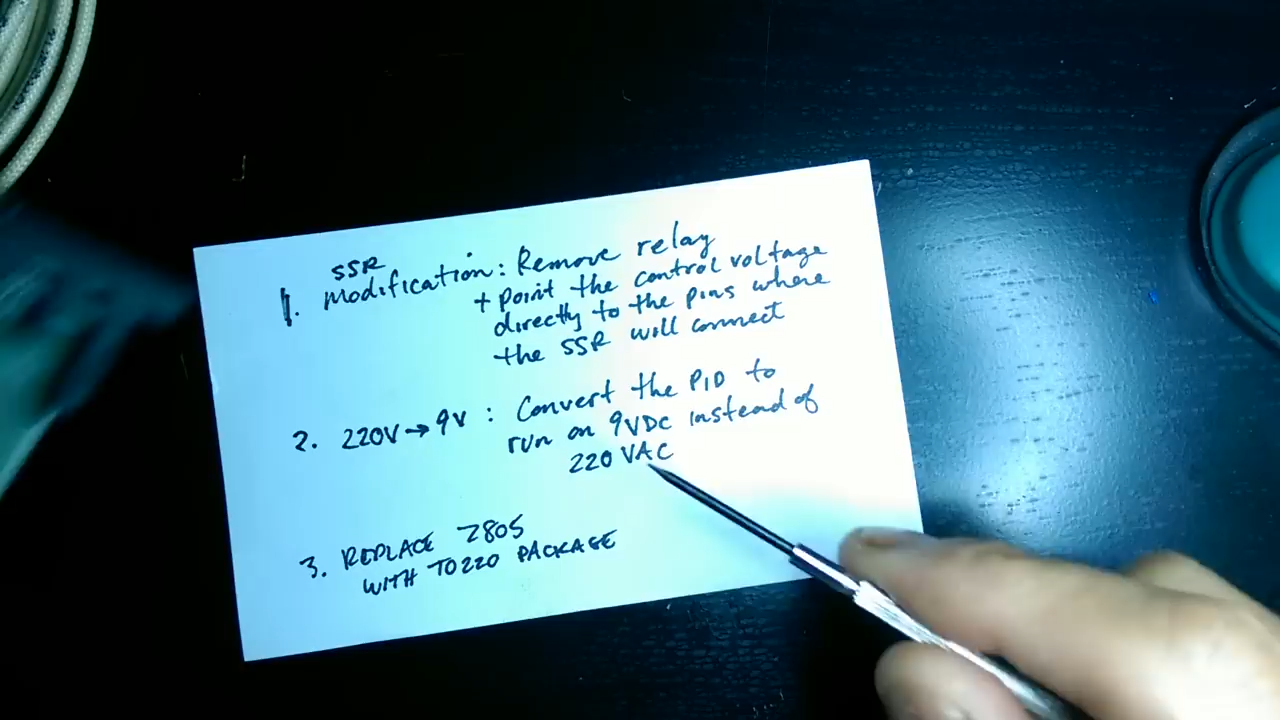 SSR
1. Modification: Remove relay
+ point the control voltage
directly to the pins where
the SSR will connect
2. 220V → 9V : Convert the PID to
run on 9VDC instead of
220 VAC
3. REPLACE 7805
WITH TO220 PACKAGE